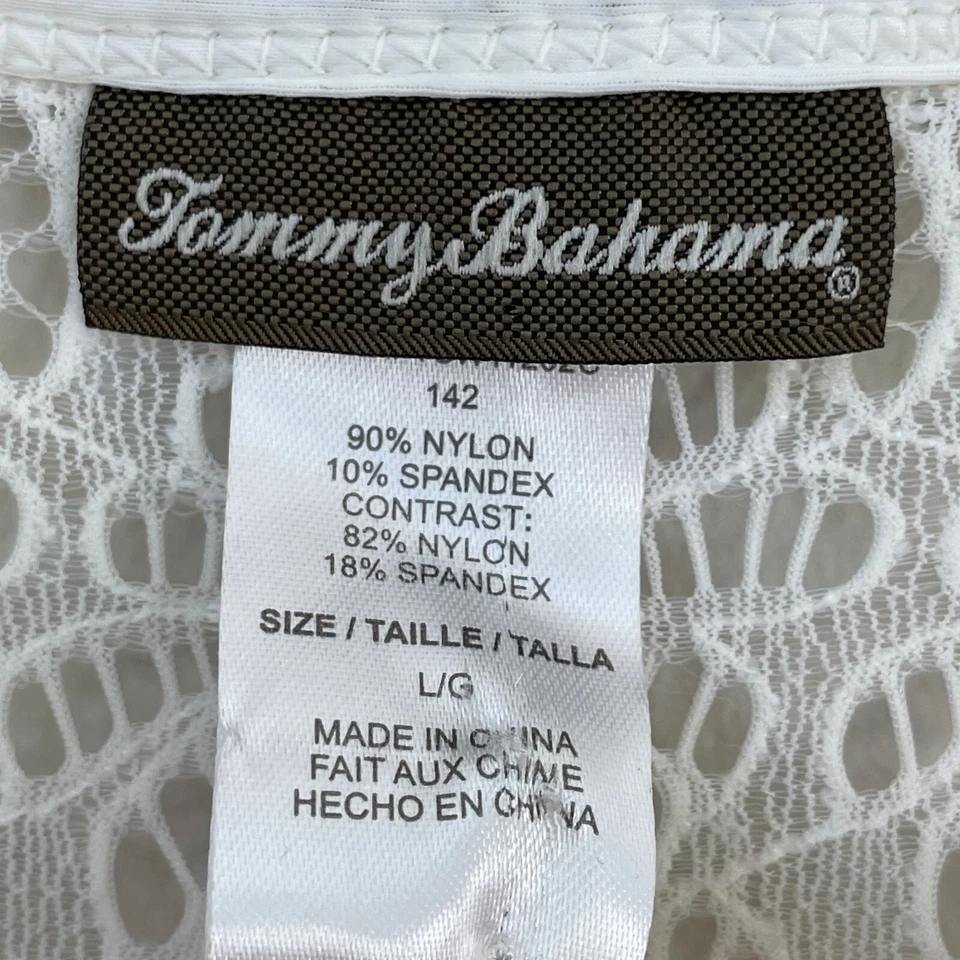 Tommy Bahama®
142
90% NYLON
10% SPANDEX
CONTRAST:
82% NYLON
18% SPANDEX
SIZE / TAILLE / TALLA
L/G
MADE IN CHINA
FAIT AUX CHINE
HECHO EN CHINA